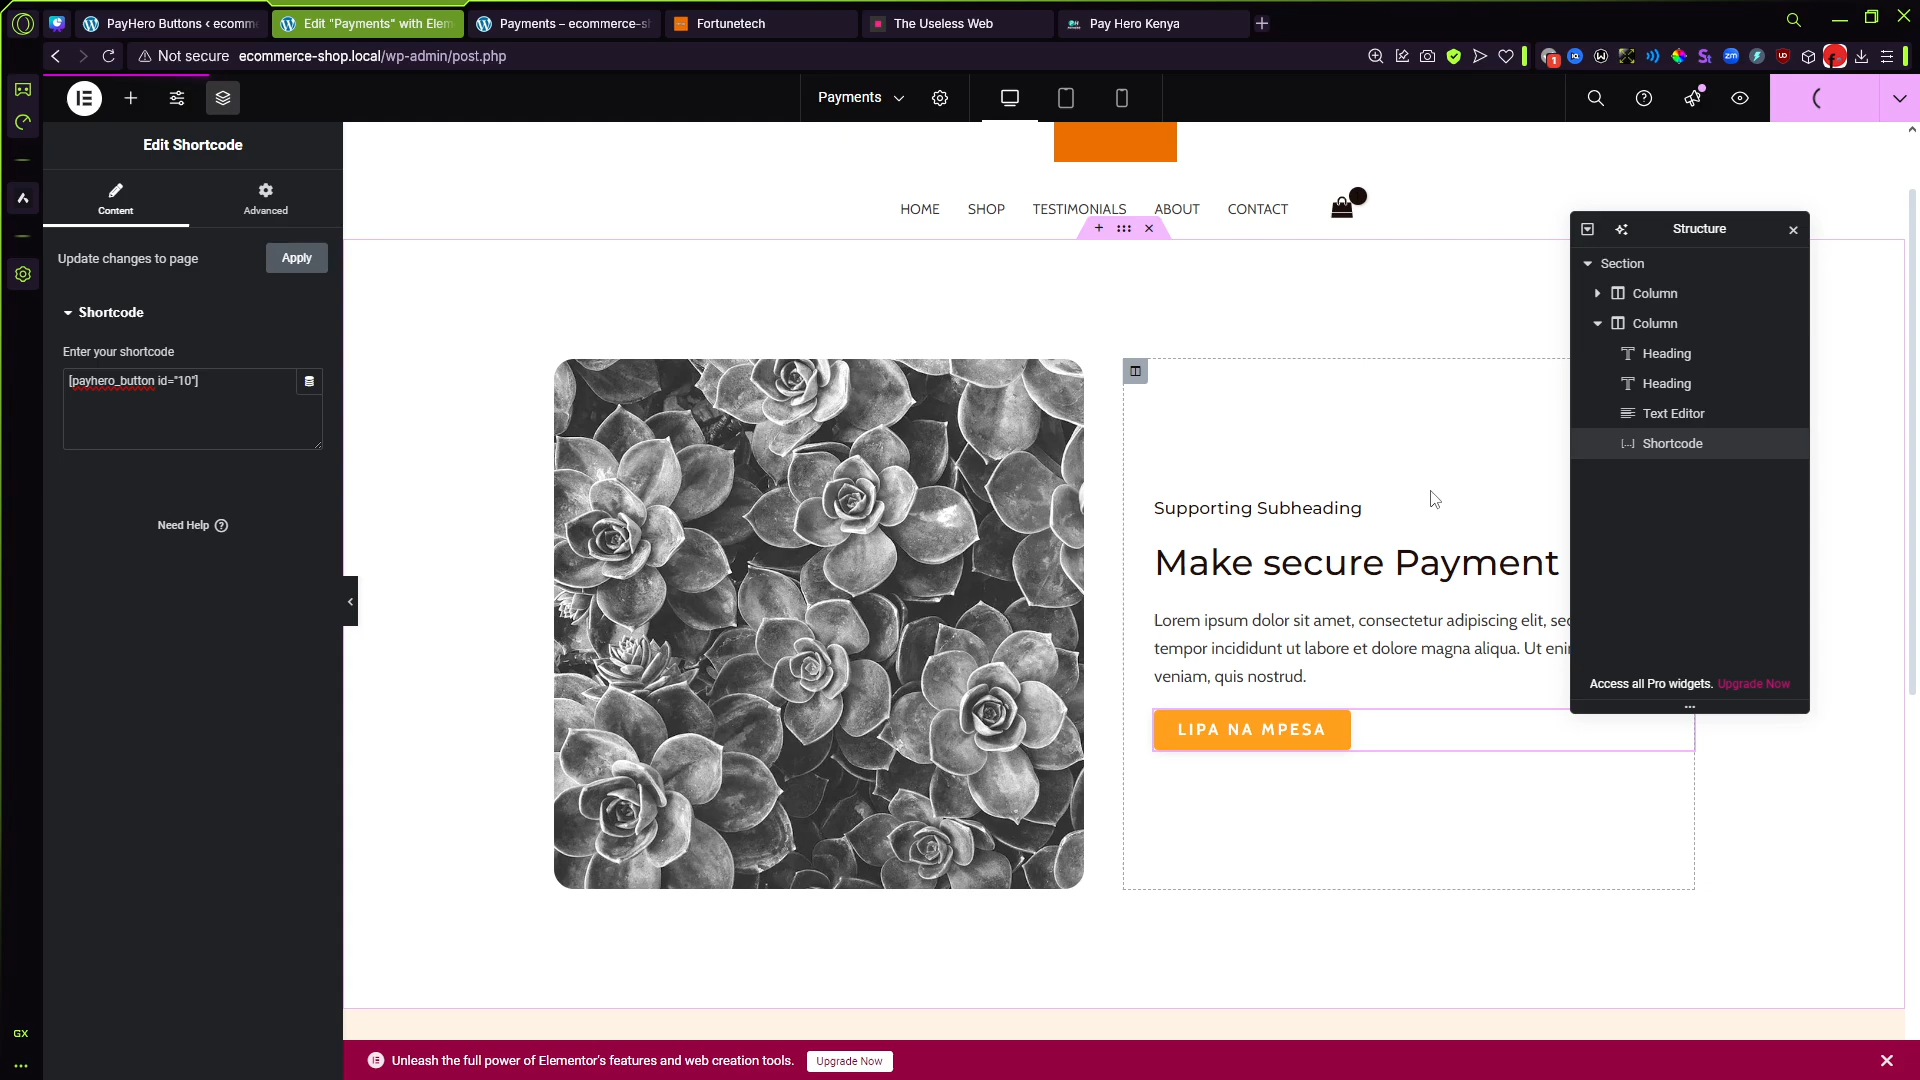 PayHero Buttons ‹ ecomm
Edit "Payments" with Elem
Payments – ecommerce-sh
Fortunetech
The Useless Web
Pay Hero Kenya
Not secure
ecommerce-shop.local/wp-admin/post.php
1
Payments
Edit Shortcode
Content
Advanced
Update changes to page
Apply
Shortcode
Enter your shortcode
[payhero_button id="10"]
Need Help
HOME
SHOP
TESTIMONIALS
ABOUT
CONTACT
Supporting Subheading
Make secure Payment
Lorem ipsum dolor sit amet, consectetur adipiscing elit, sed
tempor incididunt ut labore et dolore magna aliqua. Ut enim
veniam, quis nostrud.
LIPA NA MPESA
Structure
Section
Column
Column
Heading
Heading
Text Editor
Shortcode
Access all Pro widgets. Upgrade Now
GX
Unleash the full power of Elementor's features and web creation tools.
Upgrade Now